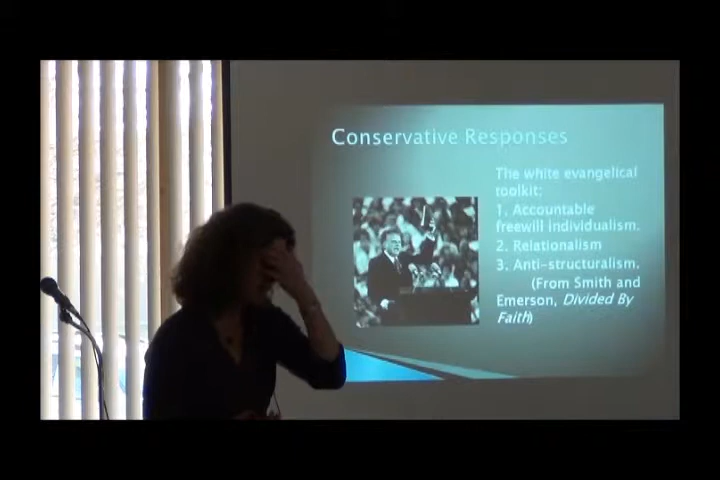 Conservative Responses
The white evangelical
toolkit:
1. Accountable
freewill individualism.
2. Relationalism
3. Anti-structuralism.
(From Smith and
Emerson, Divided By
Faith)